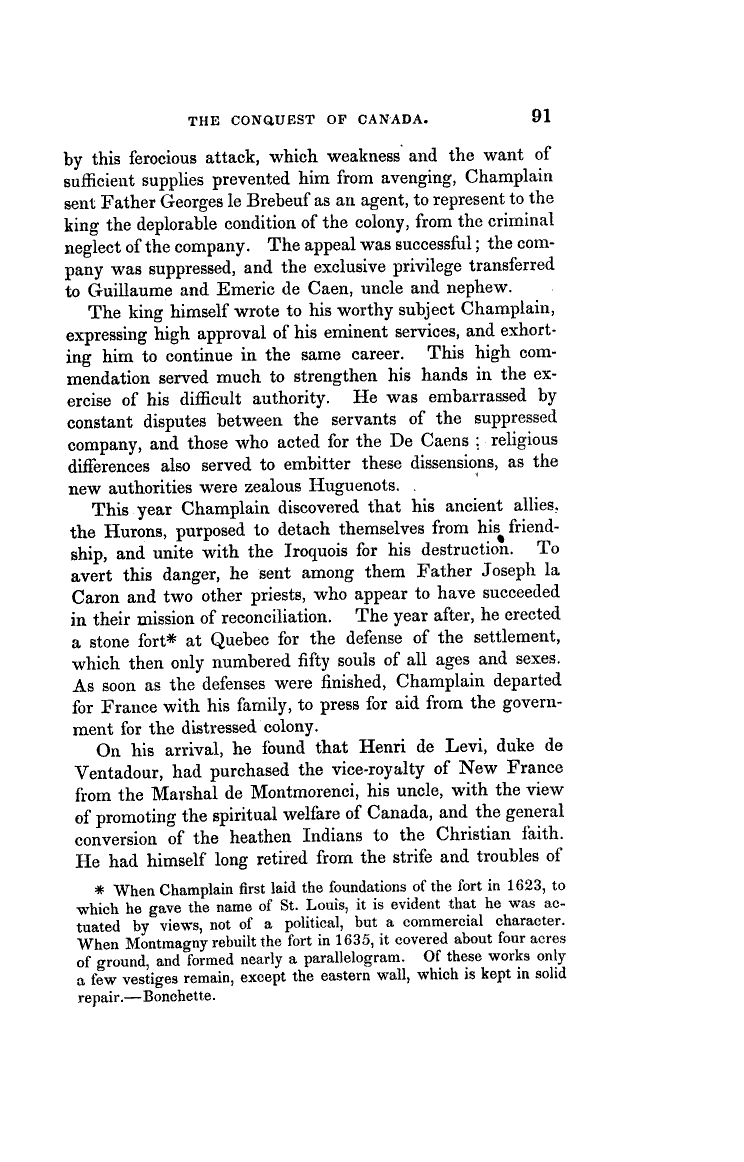 THE CONQUEST OF CANADA. 91
by this ferocious attack, which weakness and the want of
sufficient supplies prevented him from avenging, Champlain
sent Father Georges le Brebeuf as an agent, to represent to the
king the deplorable condition of the colony, from the criminal
neglect of the company. The appeal was successful; the com-
pany was suppressed, and the exclusive privilege transferred
to Guillaume and Emeric de Caen, uncle and nephew.
The king himself wrote to his worthy subject Champlain,
expressing high approval of his eminent services, and exhort-
ing him to continue in the same career. This high com-
mendation served much to strengthen his hands in the ex-
ercise of his difficult authority. He was embarrassed by
constant disputes between the servants of the suppressed
company, and those who acted for the De Caens; religious
differences also served to embitter these dissensions, as the
new authorities were zealous Huguenots.
This year Champlain discovered that his ancient allies,
the Hurons, purposed to detach themselves from his friend-
ship, and unite with the Iroquois for his destruction. To
avert this danger, he sent among them Father Joseph la
Caron and two other priests, who appear to have succeeded
in their mission of reconciliation. The year after, he erected
a stone fort* at Quebec for the defense of the settlement,
which then only numbered fifty souls of all ages and sexes.
As soon as the defenses were finished, Champlain departed
for France with his family, to press for aid from the govern-
ment for the distressed colony.
On his arrival, he found that Henri de Levi, duke de
Ventadour, had purchased the vice-royalty of New France
from the Marshal de Montmorenci, his uncle, with the view
of promoting the spiritual welfare of Canada, and the general
conversion of the heathen Indians to the Christian faith.
He had himself long retired from the strife and troubles of
* When Champlain first laid the foundations of the fort in 1623, to
which he gave the name of St. Louis, it is evident that he was ac-
tuated by views, not of a political, but a commercial character.
When Montmagny rebuilt the fort in 1635, it covered about four acres
of ground, and formed nearly a parallelogram. Of these works only
a few vestiges remain, except the eastern wall, which is kept in solid
repair.—Bonchette.